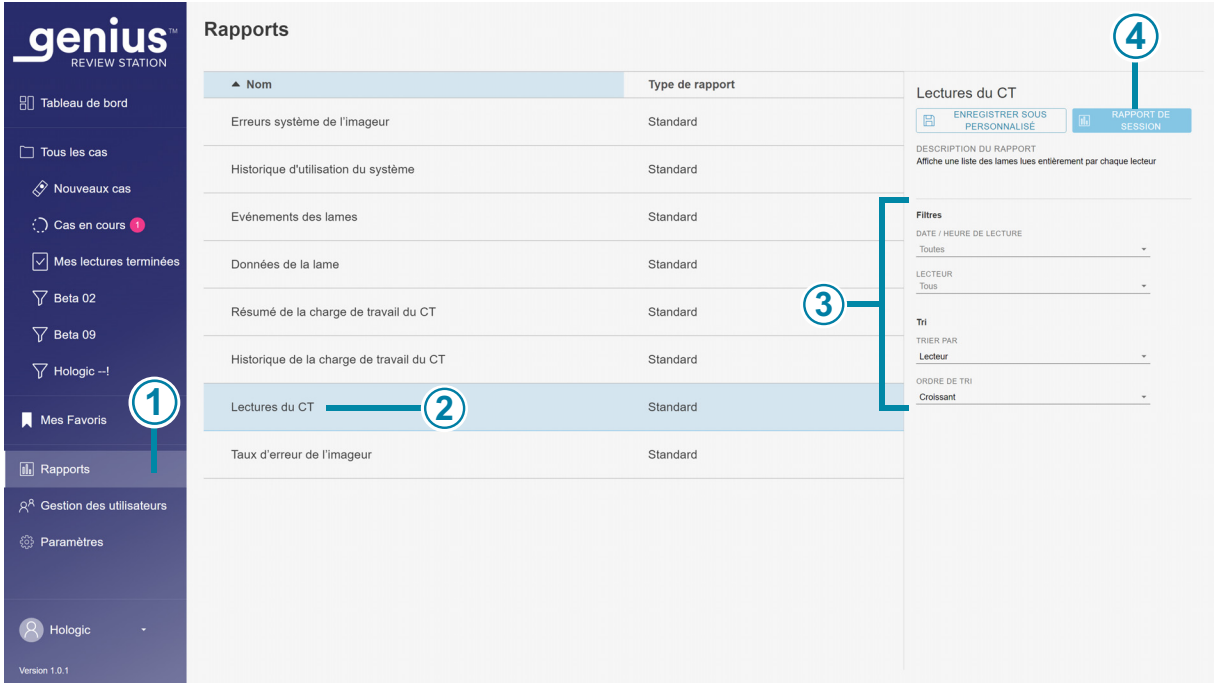 genius™
REVIEW STATION
Tableau de bord
Tous les cas
Nouveaux cas
Cas en cours 1
Mes lectures terminées
Beta 02
Beta 09
Hologic --!
1
Mes Favoris
Rapports
Gestion des utilisateurs
Paramètres
Hologic
Version 1.0.1
Rapports
Nom Type de rapport
Erreurs système de l'imageur Standard
Historique d'utilisation du système Standard
Evénements des lames Standard
Données de la lame Standard
Résumé de la charge de travail du CT Standard
Historique de la charge de travail du CT Standard
Lectures du CT 2 Standard
Taux d'erreur de l'imageur Standard
4
Lectures du CT
ENREGISTRER SOUS
PERSONNALISÉ
RAPPORT DE
SESSION
DESCRIPTION DU RAPPORT
Affiche une liste des lames lues entièrement par chaque lecteur
3
Filtres
DATE / HEURE DE LECTURE
Toutes
LECTEUR
Tous
Tri
TRIER PAR
Lecteur
ORDRE DE TRI
Croissant